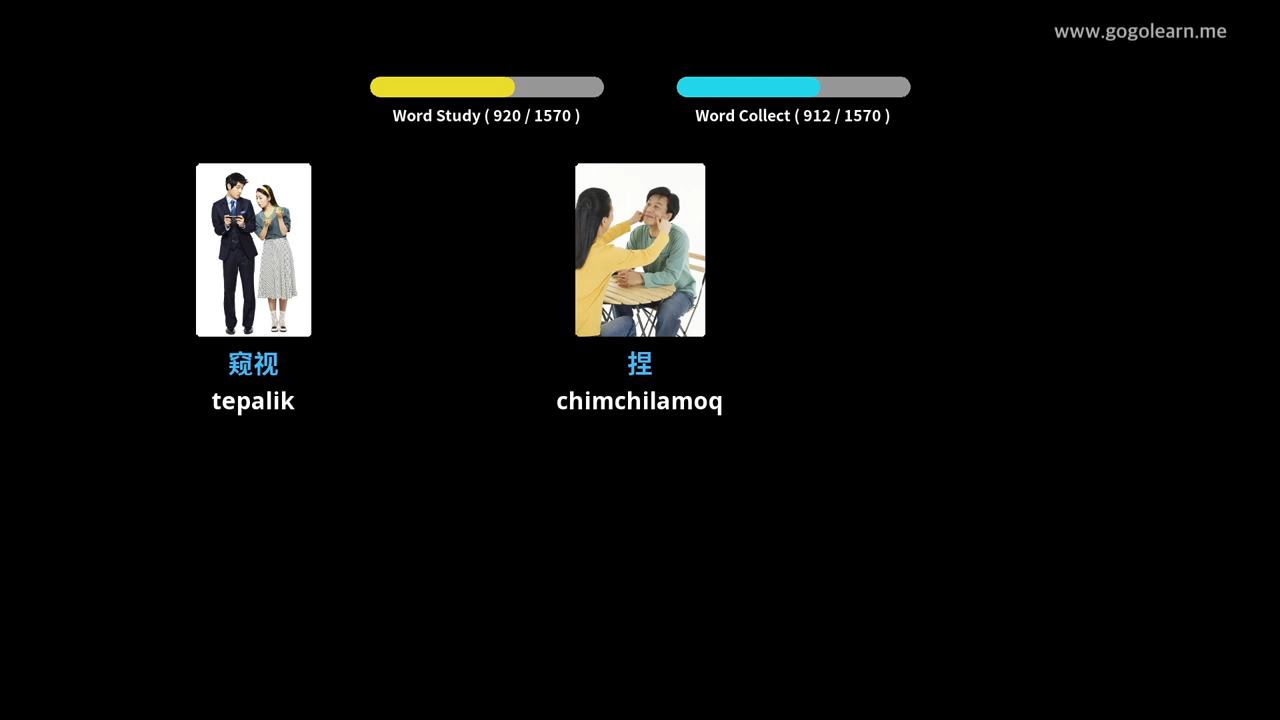 www.gogolearn.me
Word Study ( 920 / 1570 )
Word Collect ( 912 / 1570 )
窥视
tepalik
捏
chimchilamoq